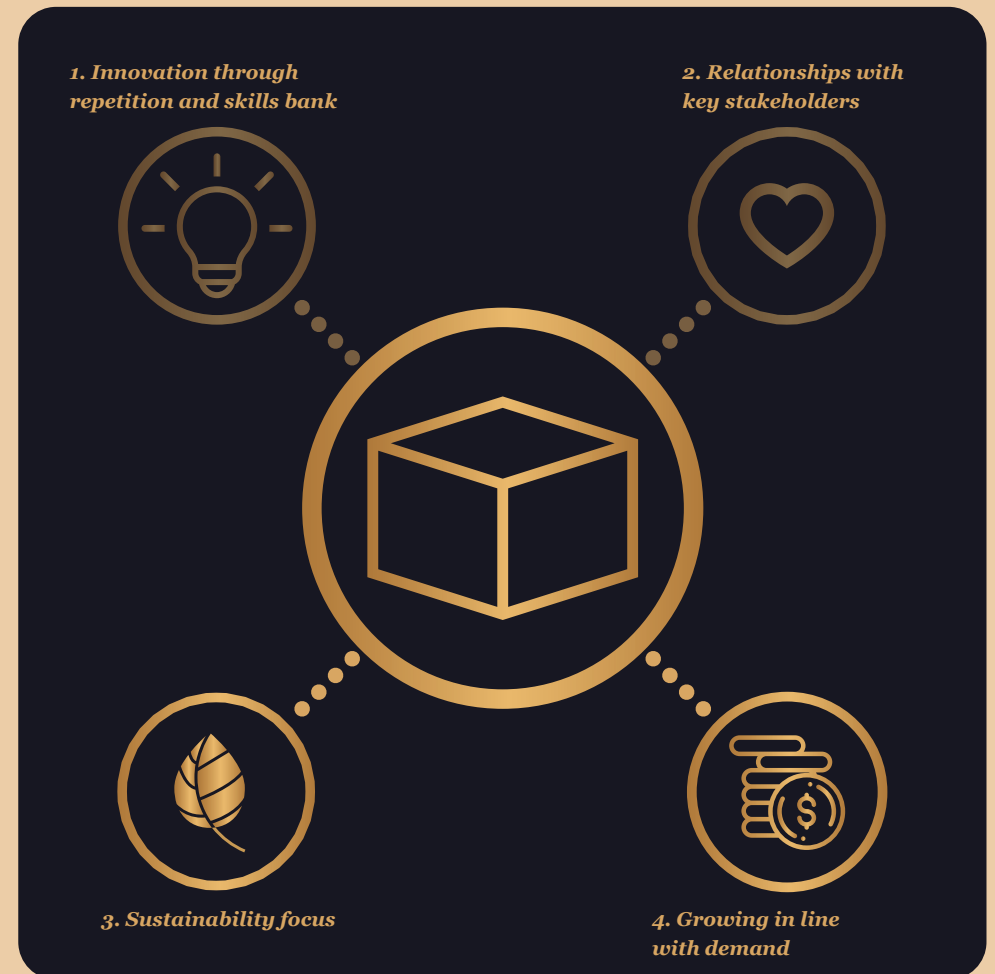 1. Innovation through
repetition and skills bank
2. Relationships with
key stakeholders
$
3. Sustainability focus
4. Growing in line
with demand